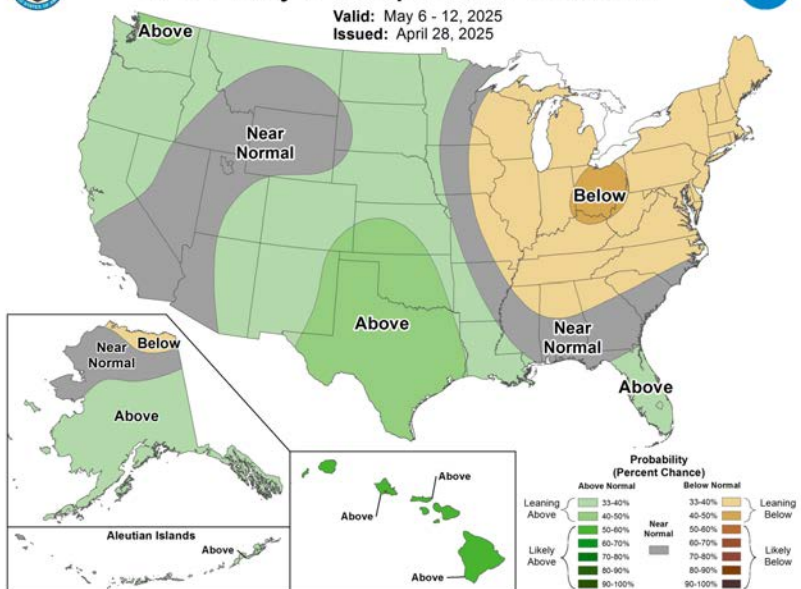 Valid: May 6 - 12, 2025
Issued: April 28, 2025
Above
Near
Normal
Below
Above
Near
Normal
Above
Near
Normal
Below
Above
Aleutian Islands
Above
Above
Above
Above
Probability
(Percent Chance)
Above Normal
Below Normal
Leaning
Above
33-40%
40-50%
Likely
Above
50-60%
60-70%
70-80%
80-90%
90-100%
Near
Normal
33-40%
40-50%
Leaning
Below
50-60%
60-70%
70-80%
80-90%
90-100%
Likely
Below